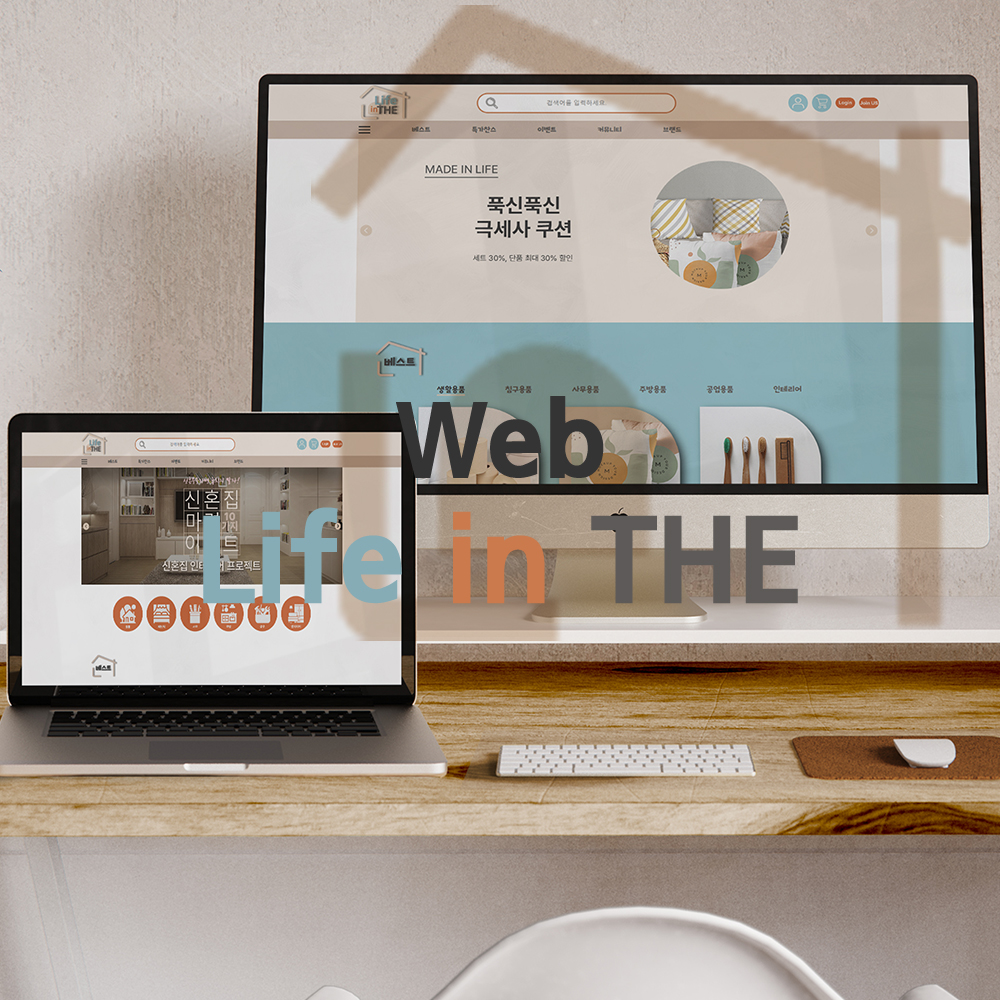 Life
in THE
검색어를 입력하세요.
Login
Join US
베스트
특가찬스
이벤트
커뮤니티
브랜드
MADE IN LIFE
푹신푹신
극세사 쿠션
세트 30%, 단품 최대 30% 할인
베스트
생활용품
침구용품
사무용품
주방용품
공업용품
인테리어
Web
Life in THE
Life
in THE
검색어를 입력하세요
베스트
특가찬스
이벤트
커뮤니티
브랜드
신혼집
신혼집 인테리어 프로젝트
베스트